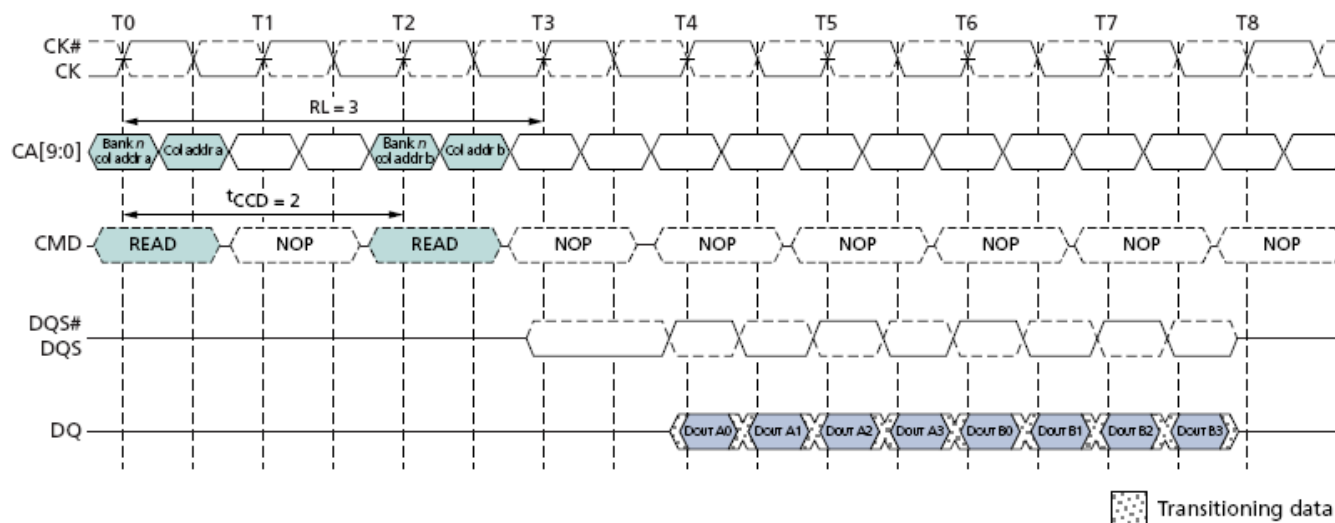 T0 T1 T2 T3 T4 T5 T6 T7 T8
CK#
CK
RL = 3
CA[9:0]
Bank n
col addr a
Col addr a
Bank n
col addr b
Col addr b
tCCD = 2
CMD READ NOP READ NOP NOP NOP NOP NOP NOP
DQS#
DQS
DQ DOUT A0 DOUT A1 DOUT A2 DOUT A3 DOUT B0 DOUT B1 DOUT B2 DOUT B3
Transitioning data